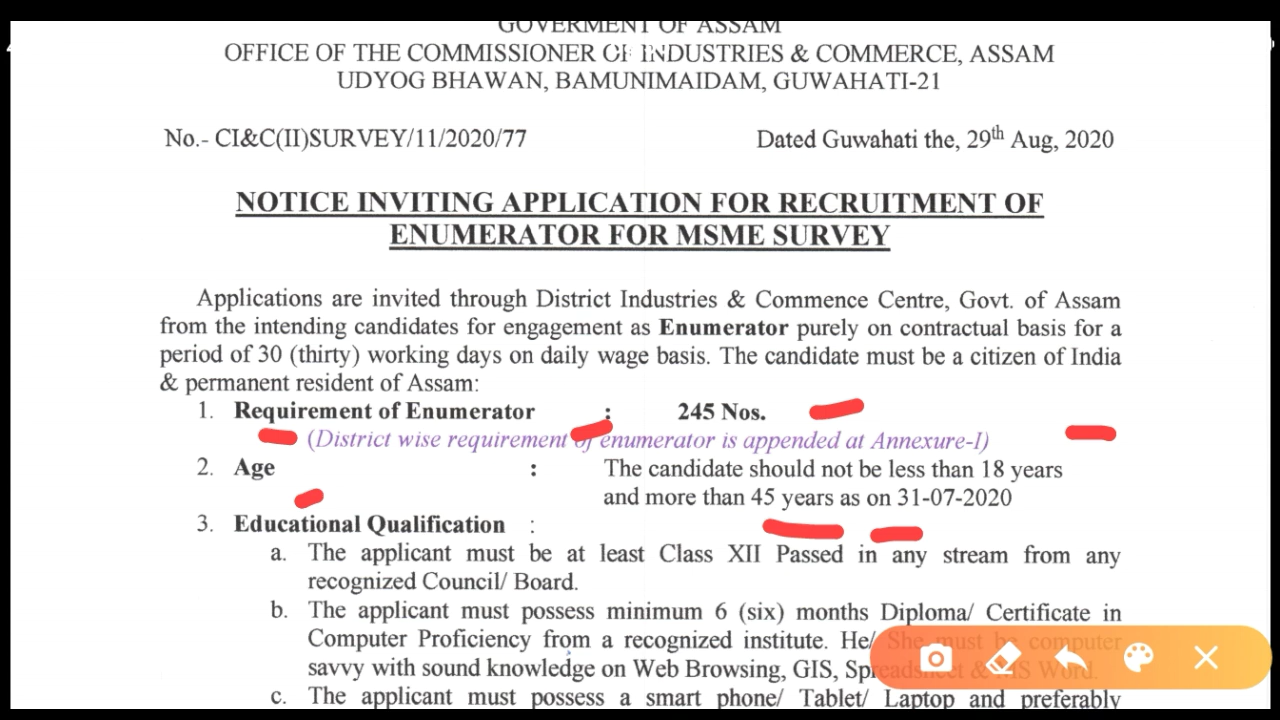 GOVERMENT OF ASSAM
OFFICE OF THE COMMISSIONER OF INDUSTRIES & COMMERCE, ASSAM
UDYOG BHAWAN, BAMUNIMAIDAM, GUWAHATI-21
No.- CI&C(II)SURVEY/11/2020/77 Dated Guwahati the, 29th Aug, 2020
NOTICE INVITING APPLICATION FOR RECRUITMENT OF
ENUMERATOR FOR MSME SURVEY
Applications are invited through District Industries & Commence Centre, Govt. of Assam
from the intending candidates for engagement as Enumerator purely on contractual basis for a
period of 30 (thirty) working days on daily wage basis. The candidate must be a citizen of India
& permanent resident of Assam:
1. Requirement of Enumerator : 245 Nos.
(District wise requirement of enumerator is appended at Annexure-I)
2. Age : The candidate should not be less than 18 years
and more than 45 years as on 31-07-2020
3. Educational Qualification :
a. The applicant must be at least Class XII Passed in any stream from any
recognized Council/ Board.
b. The applicant must possess minimum 6 (six) months Diploma/ Certificate in
Computer Proficiency from a recognized institute. He/ She must be computer
savvy with sound knowledge on Web Browsing, GIS, Spreadsheet & MS Word.
c. The applicant must possess a smart phone/ Tablet/ Laptop and preferably